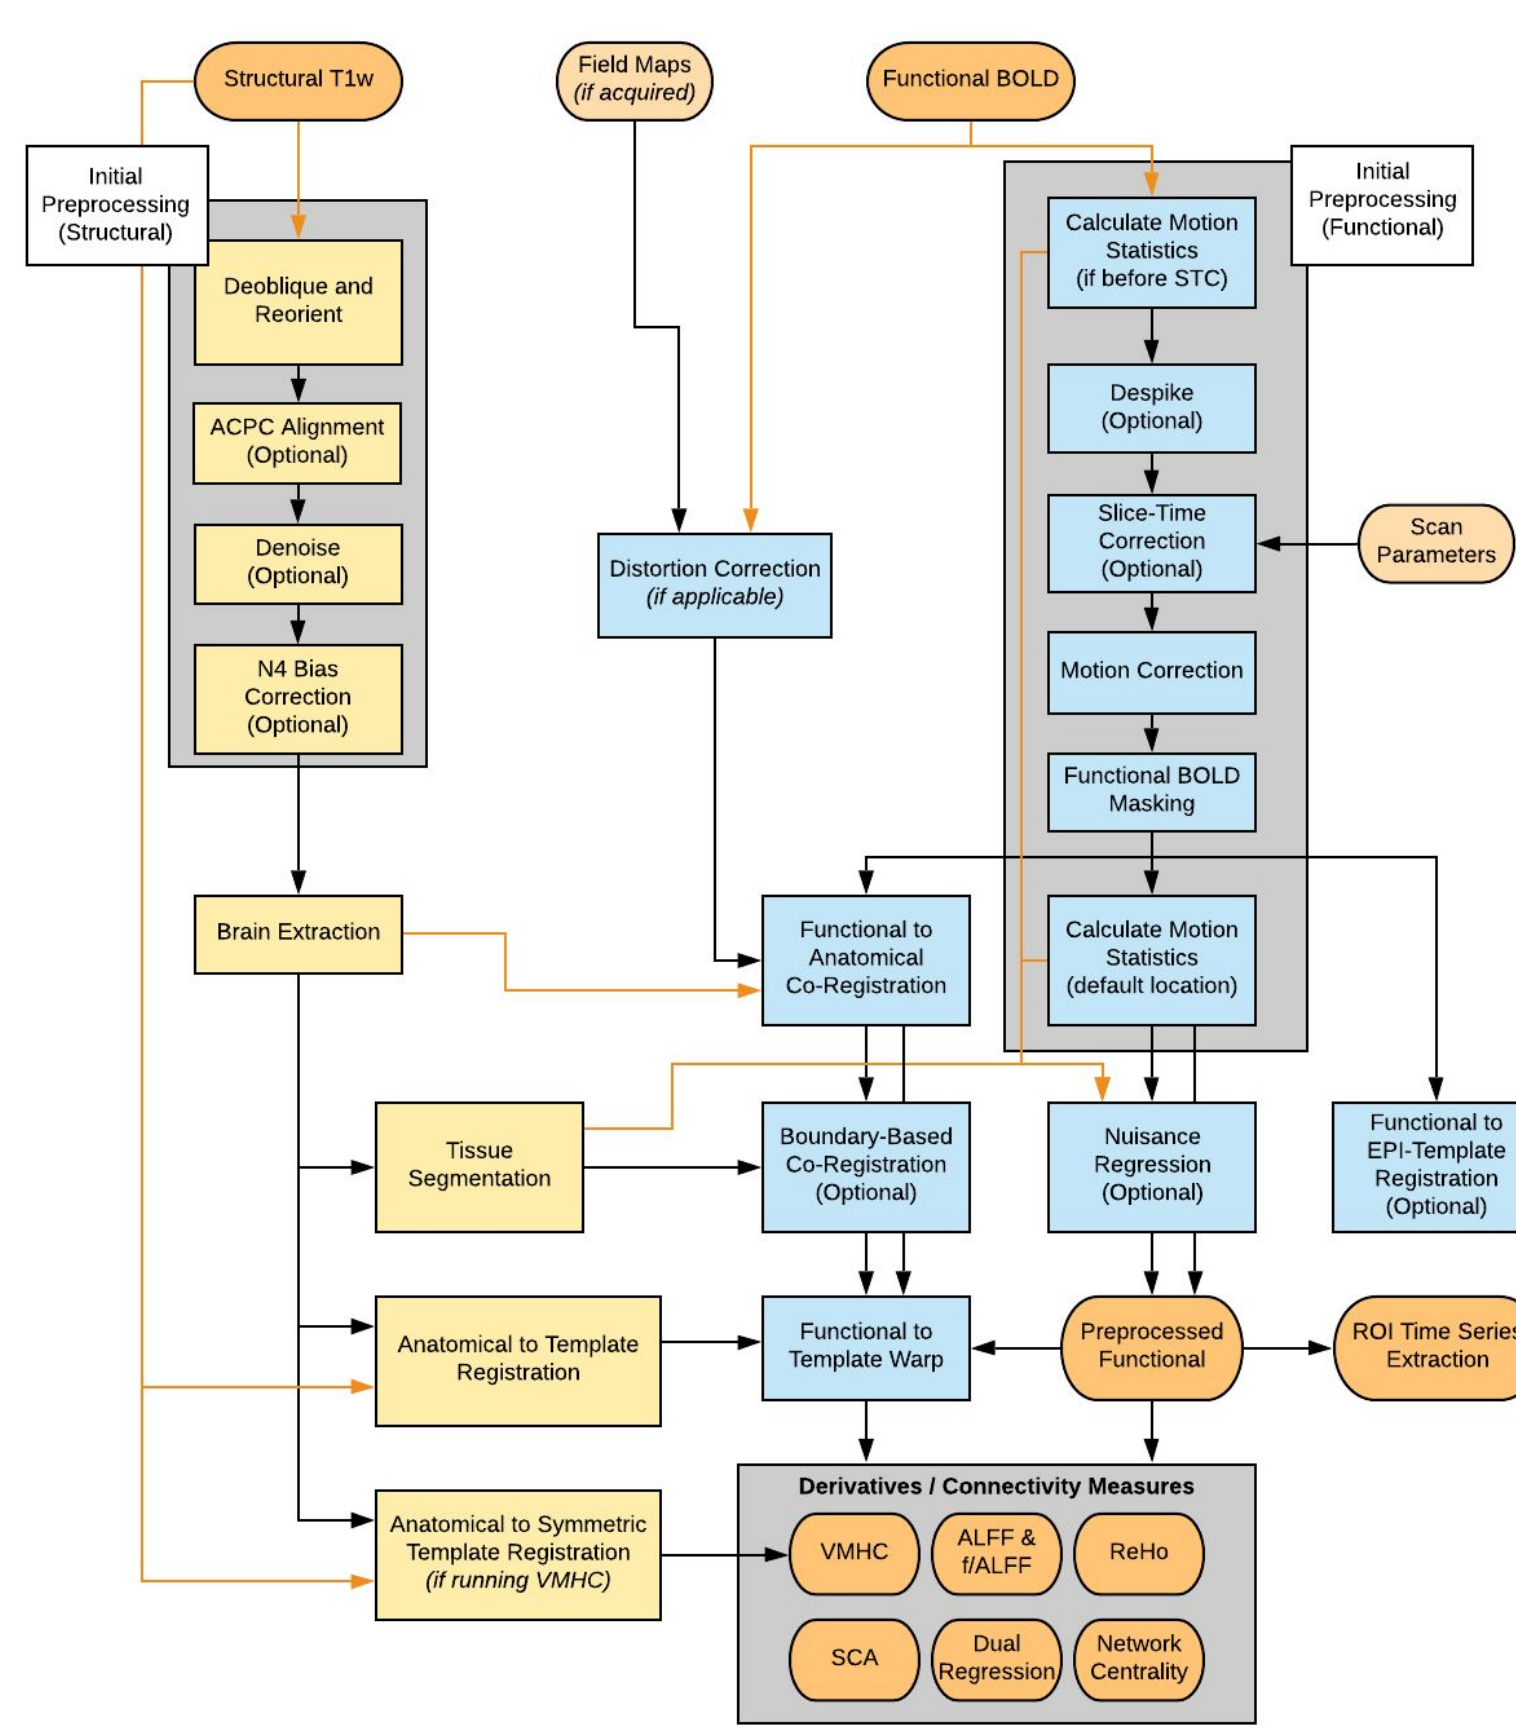 Structural T1w
Field Maps
(if acquired)
Functional BOLD
Initial
Preprocessing
(Structural)
Initial
Preprocessing
(Functional)
Calculate Motion
Statistics
(if before STC)
Deoblique and
Reorient
Despike
(Optional)
ACPC Alignment
(Optional)
Slice-Time
Correction
(Optional)
Scan
Parameters
Denoise
(Optional)
Distortion Correction
(if applicable)
N4 Bias
Correction
(Optional)
Motion Correction
Functional BOLD
Masking
Brain Extraction
Functional to
Anatomical
Co-Registration
Calculate Motion
Statistics
(default location)
Tissue
Segmentation
Boundary-Based
Co-Registration
(Optional)
Nuisance
Regression
(Optional)
Functional to
EPI-Template
Registration
(Optional)
Anatomical to Template
Registration
Functional to
Template Warp
Preprocessed
Functional
ROI Time Series
Extraction
Anatomical to Symmetric
Template Registration
(if running VMHC)
Derivatives / Connectivity Measures
VMHC
ALFF &
f/ALFF
ReHo
SCA
Dual
Regression
Network
Centrality